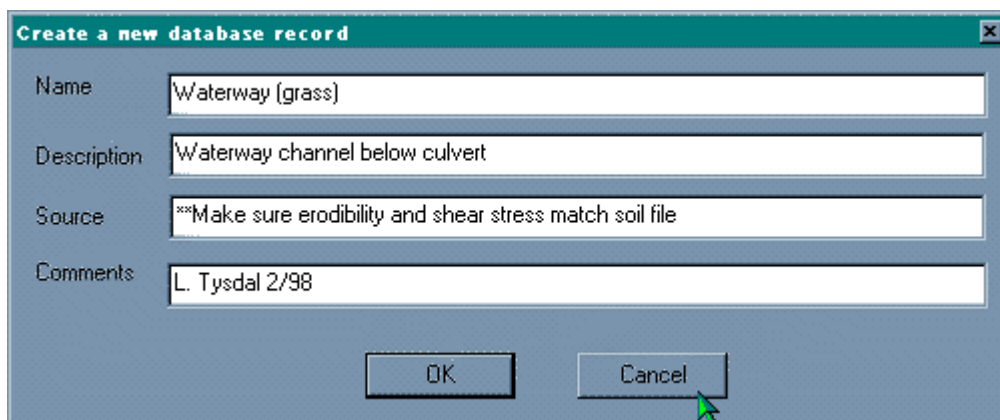 Create a new database record
Name Waterway (grass)
Description Waterway channel below culvert
Source **Make sure erodibility and shear stress match soil file
Comments L. Tysdal 2/98
OK Cancel